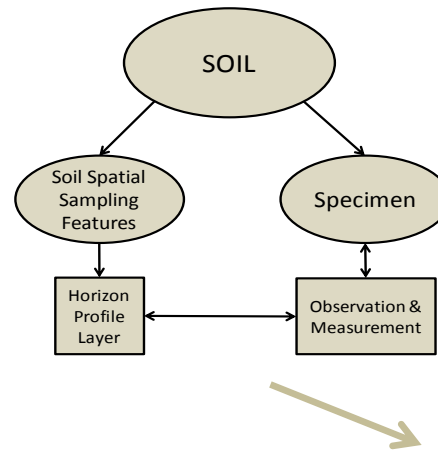 SOIL
Soil Spatial
Sampling
Features
Specimen
Horizon
Profile
Layer
Observation &
Measurement